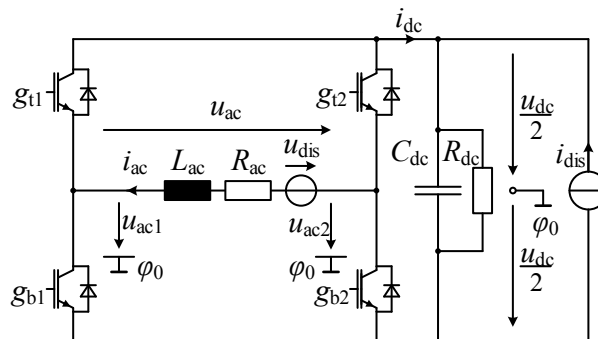 i_dc
g_t1
g_t2
u_ac
u_dis
i_ac
L_ac
R_ac
C_dc
R_dc
u_dc
2
i_dis
u_ac1
u_ac2
φ_0
φ_0
φ_0
u_dc
2
g_b1
g_b2